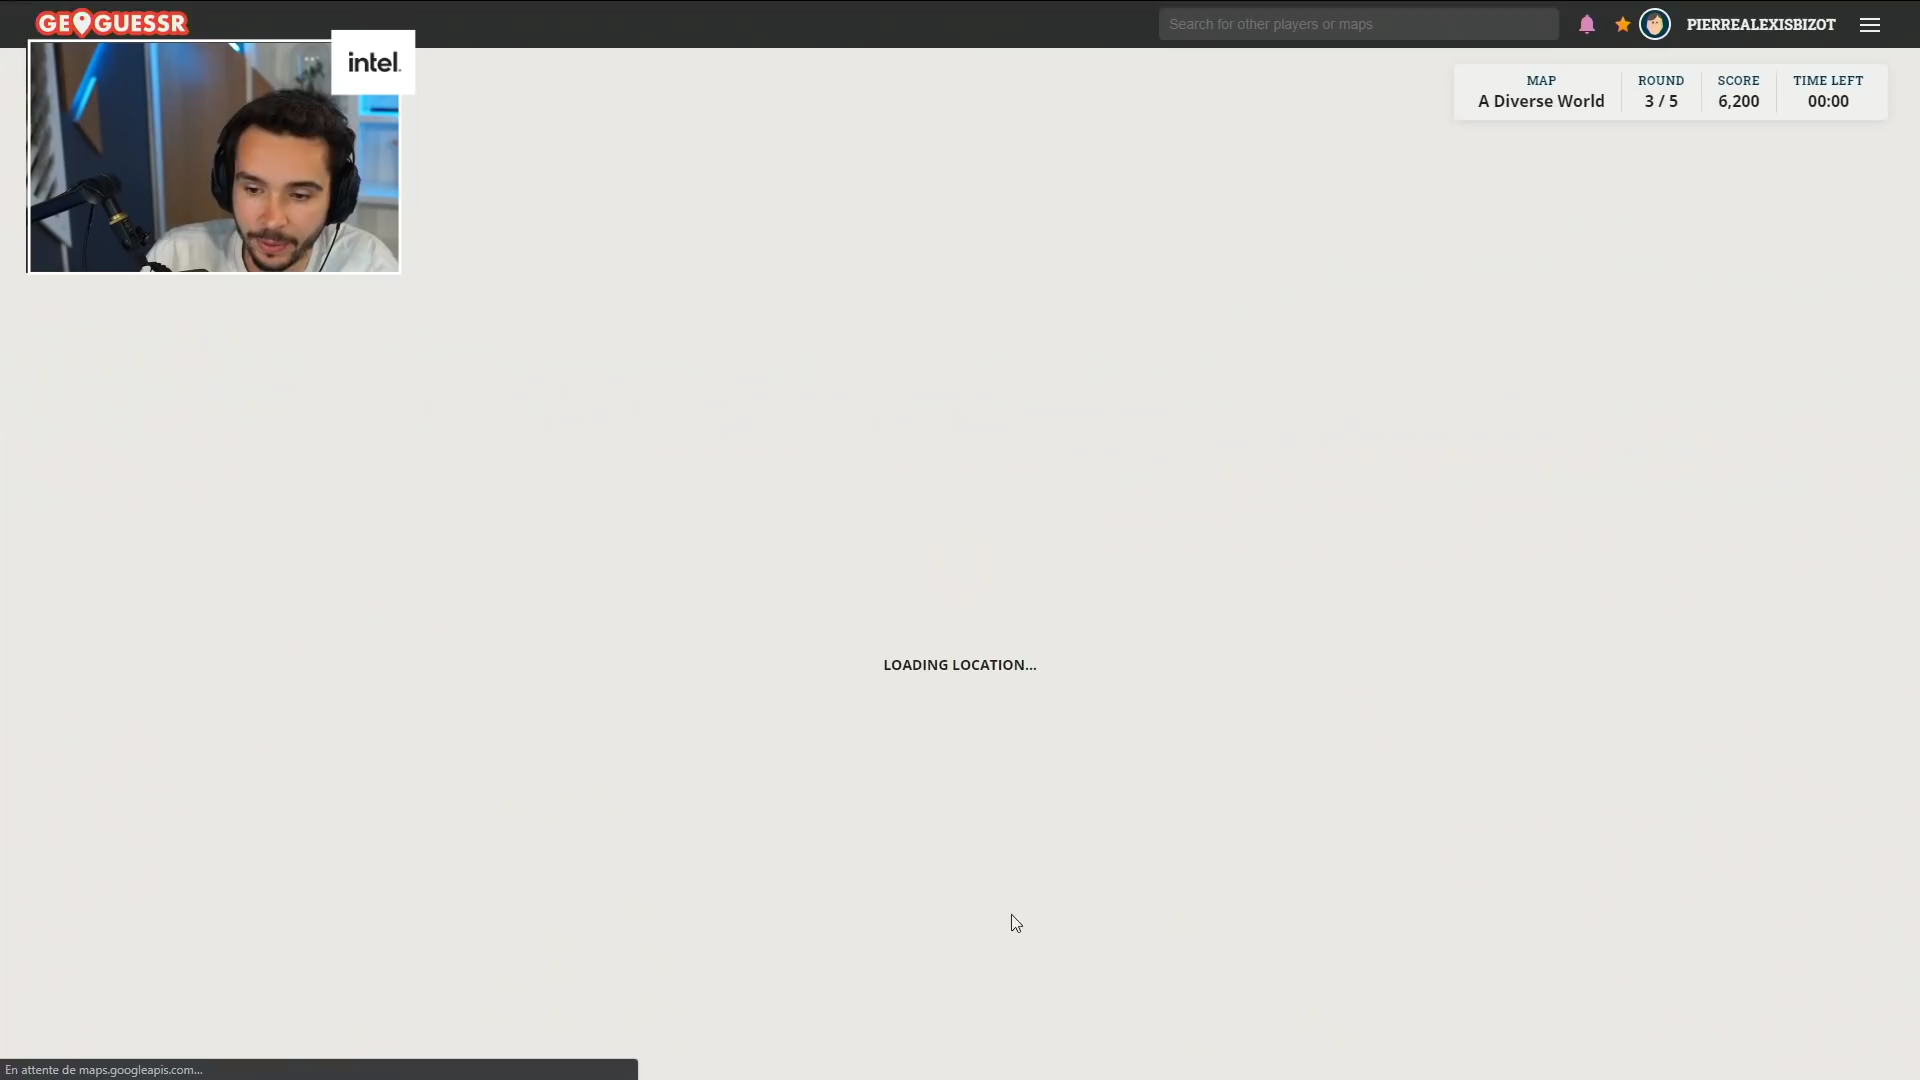 GEOGUESSR
Search for other players or maps
PIERREALEXISBIZOT
intel.
MAP
A Diverse World
ROUND
3 / 5
SCORE
6,200
TIME LEFT
00:00
LOADING LOCATION...
En attente de maps.googleapis.com...